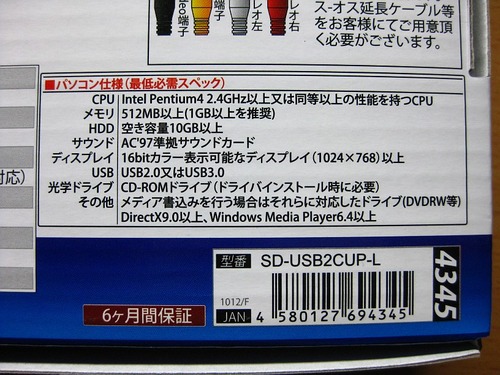 eo端子
端子
レオ左
レオ右
ス-オス延長ケーブル等
をお客様にてご用意頂
く必要がございます。
■パソコン仕様(最低必需スペック)
CPU Intel Pentium4 2.4GHz以上又は同等以上の性能を持つCPU
メモリ 512MB以上(1GB以上を推奨)
HDD 空き容量10GB以上
サウンド AC'97準拠サウンドカード
ディスプレイ 16bitカラー表示可能なディスプレイ(1024×768)以上
USB USB2.0又はUSB3.0
光学ドライブ CD-ROMドライブ(ドライバインストール時に必要)
その他 メディア書込みを行う場合はそれらに対応したドライブ(DVDRW等)
DirectX9.0以上、Windows Media Player6.4以上
対応)
型番 SD-USB2CUP-L
4345
1012/F
JAN
4 580127 694345
6ヶ月間保証